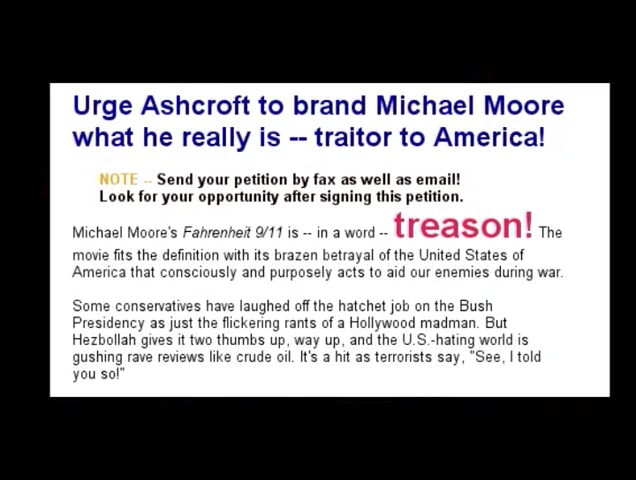 Urge Ashcroft to brand Michael Moore
what he really is -- traitor to America!
NOTE -- Send your petition by fax as well as email!
Look for your opportunity after signing this petition.
Michael Moore's Fahrenheit 9/11 is -- in a word -- treason! The
movie fits the definition with its brazen betrayal of the United States of
America that consciously and purposely acts to aid our enemies during war.
Some conservatives have laughed off the hatchet job on the Bush
Presidency as just the flickering rants of a Hollywood madman. But
Hezbollah gives it two thumbs up, way up, and the U.S.-hating world is
gushing rave reviews like crude oil. It's a hit as terrorists say, "See, I told
you so!"